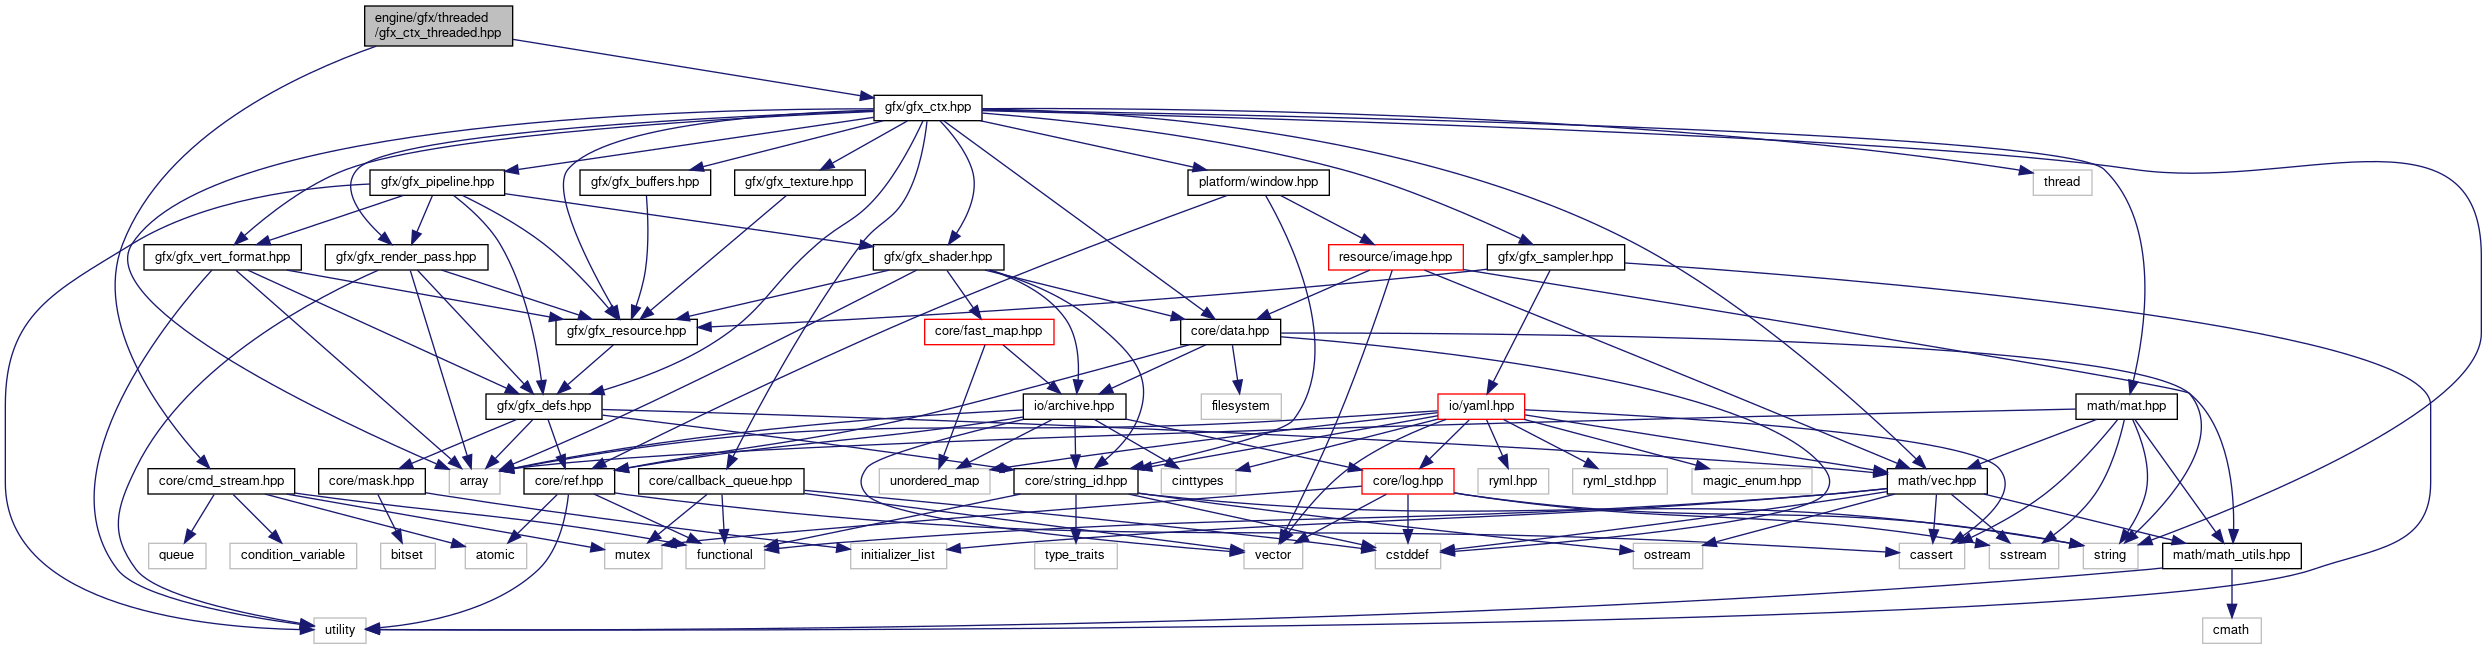 engine/gfx/threaded
/gfx_ctx_threaded.hpp
gfx/gfx_ctx.hpp
gfx/gfx_pipeline.hpp
gfx/gfx_buffers.hpp
gfx/gfx_texture.hpp
platform/window.hpp
thread
gfx/gfx_vert_format.hpp
gfx/gfx_render_pass.hpp
gfx/gfx_shader.hpp
resource/image.hpp
gfx/gfx_sampler.hpp
gfx/gfx_resource.hpp
core/fast_map.hpp
core/data.hpp
gfx/gfx_defs.hpp
io/archive.hpp
filesystem
io/yaml.hpp
math/mat.hpp
core/cmd_stream.hpp
core/mask.hpp
array
core/ref.hpp
core/callback_queue.hpp
unordered_map
core/string_id.hpp
cinttypes
core/log.hpp
ryml.hpp
ryml_std.hpp
magic_enum.hpp
math/vec.hpp
queue
condition_variable
bitset
atomic
mutex
functional
initializer_list
type_traits
vector
cstddef
ostream
cassert
sstream
string
math/math_utils.hpp
utility
cmath